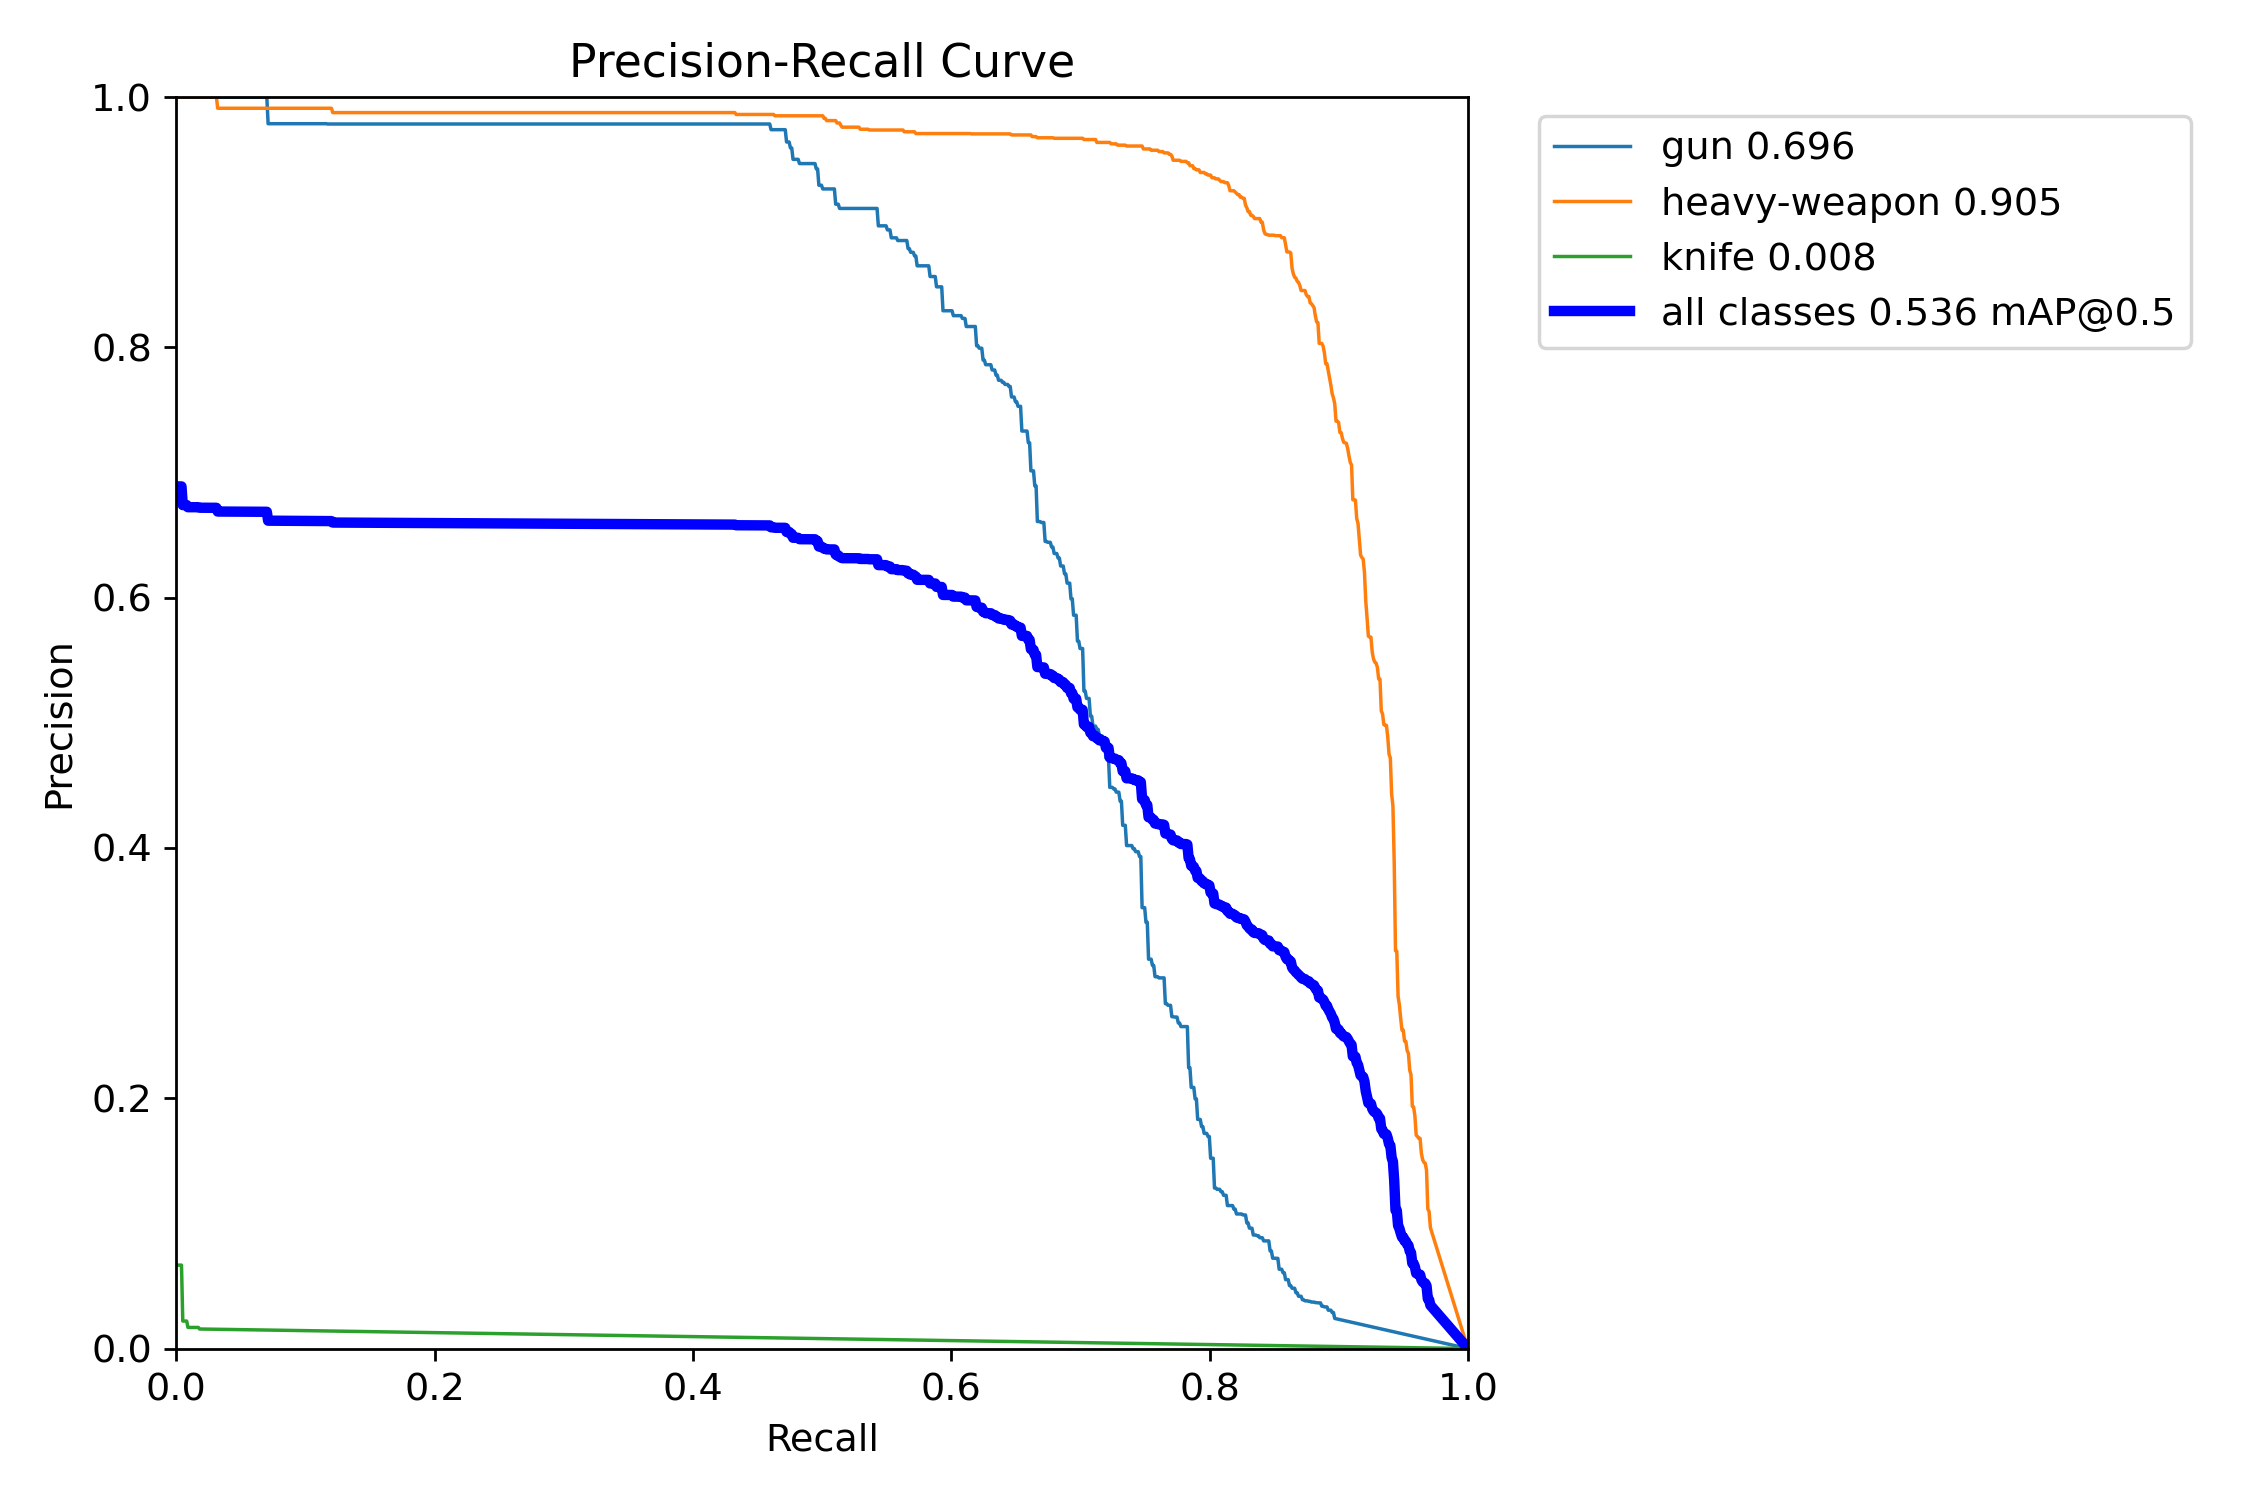 Precision-Recall Curve
1.0
0.8
0.6
0.4
0.2
0.0
Precision
0.0 0.2 0.4 0.6 0.8 1.0
Recall
gun 0.696
heavy-weapon 0.905
knife 0.008
all classes 0.536 mAP@0.5